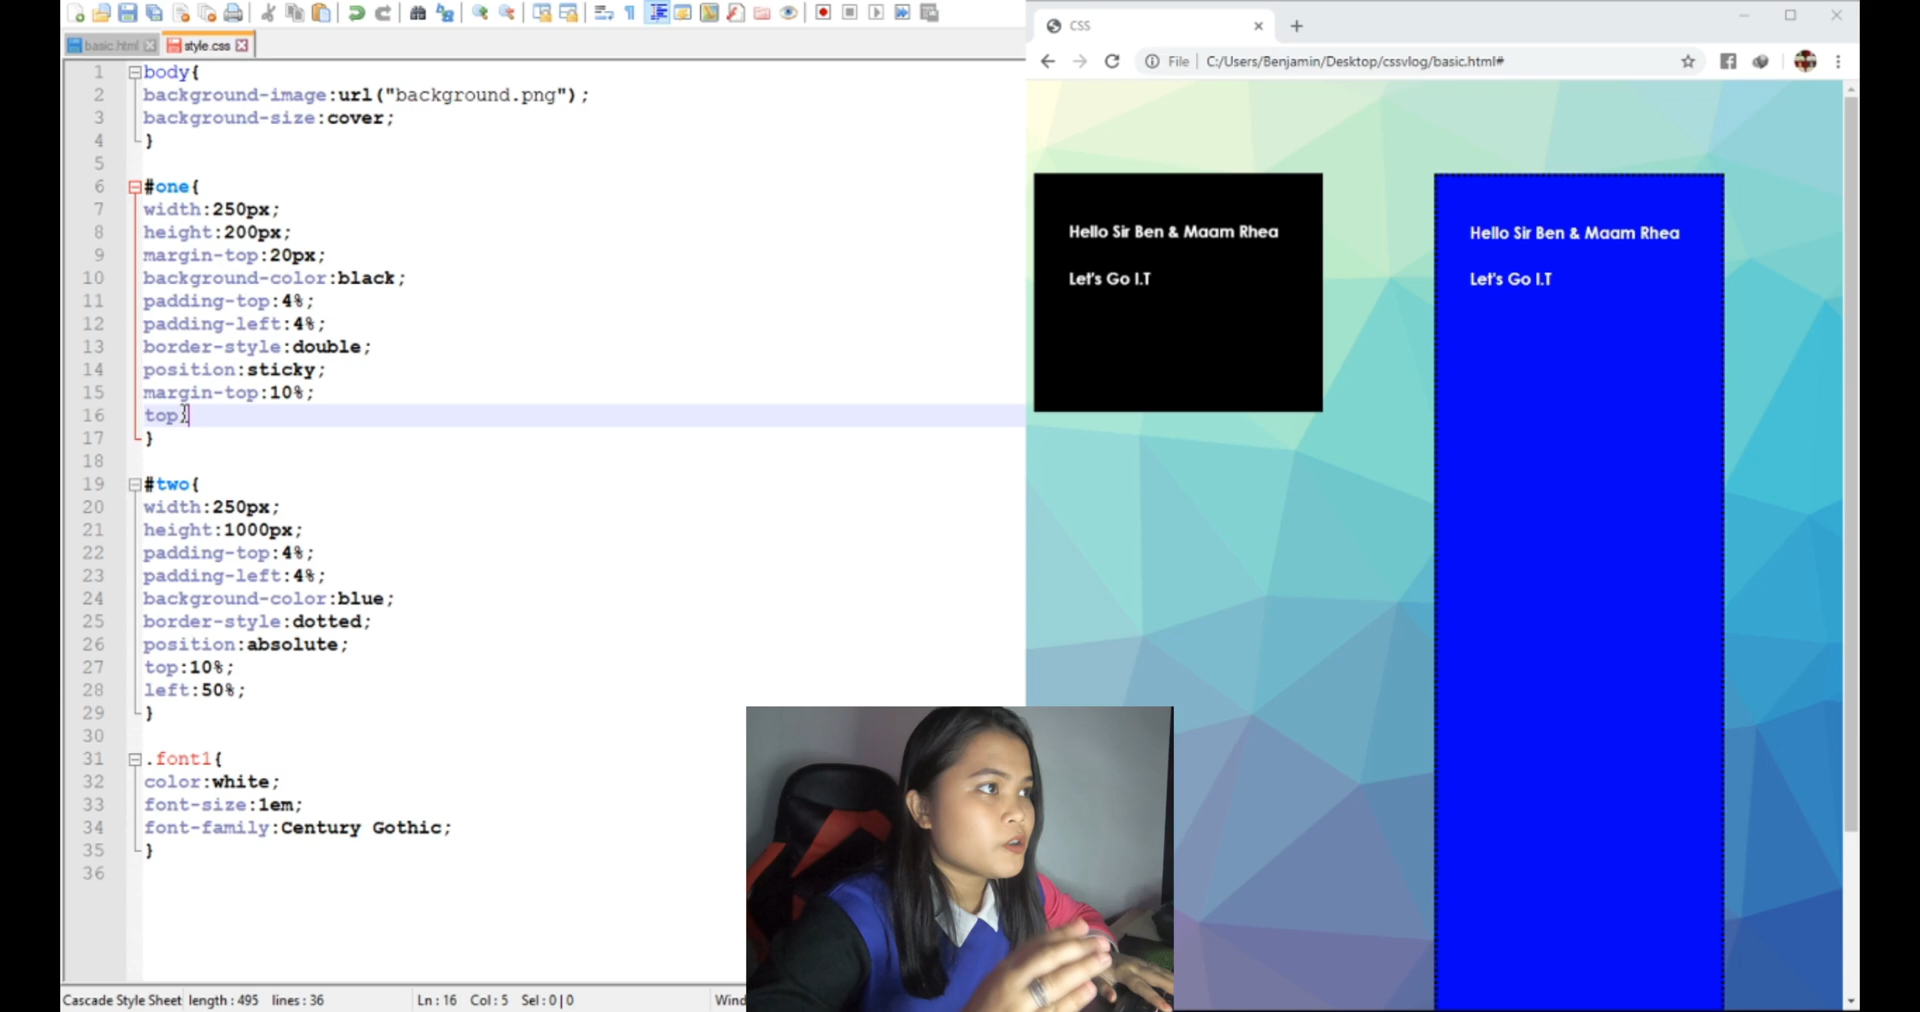 basic.html
style.css
CSS
File
C:/Users/Benjamin/Desktop/cssvlog/basic.html#
1 body{
2 background-image:url("background.png");
3 background-size:cover;
4 }
5
6 #one{
7 width:250px;
8 height:200px;
9 margin-top:20px;
10 background-color:black;
11 padding-top:4%;
12 padding-left:4%;
13 border-style:double;
14 position:sticky;
15 margin-top:10%;
16 top
17 }
18
19 #two{
20 width:250px;
21 height:1000px;
22 padding-top:4%;
23 padding-left:4%;
24 background-color:blue;
25 border-style:dotted;
26 position:absolute;
27 top:10%;
28 left:50%;
29 }
30
31 .font1{
32 color:white;
33 font-size:1em;
34 font-family:Century Gothic;
35 }
36
Hello Sir Ben & Maam Rhea
Let's Go I.T
Hello Sir Ben & Maam Rhea
Let's Go I.T
Cascade Style Sheet length : 495 lines : 36 Ln : 16 Col : 5 Sel : 0 | 0 Wind